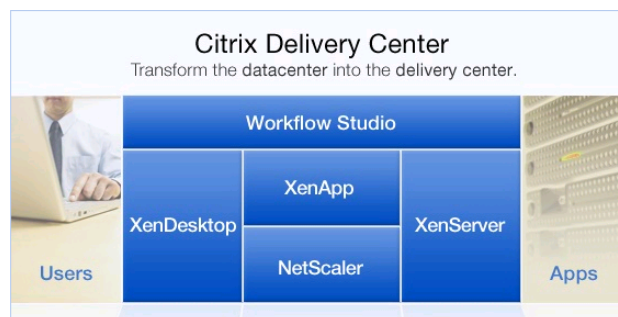 Citrix Delivery Center
Transform the datacenter into the delivery center.
Workflow Studio
XenDesktop
XenApp
NetScaler
XenServer
Users
Apps